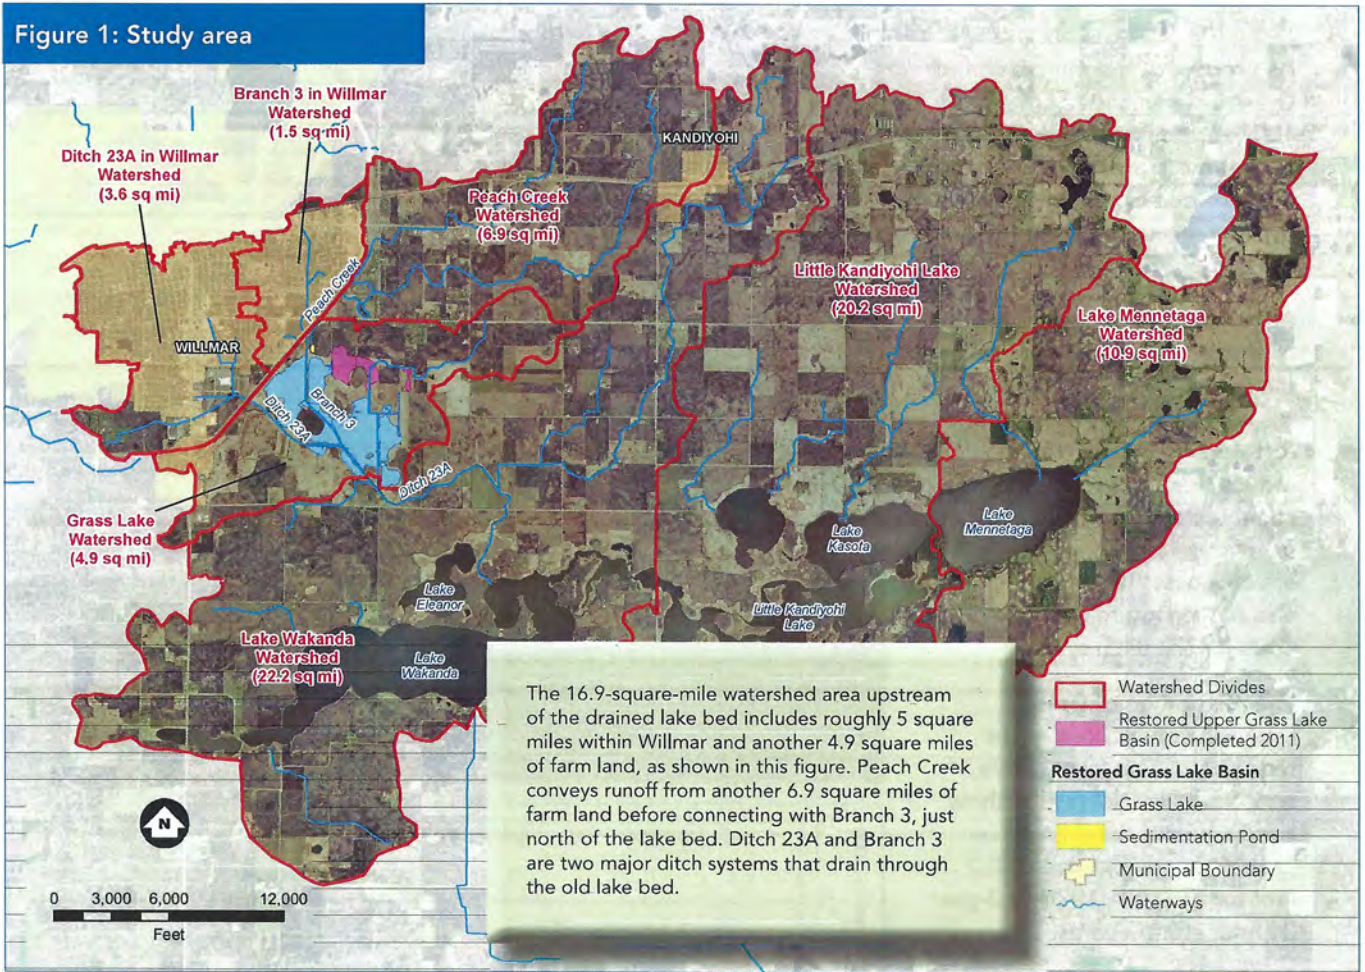 Figure 1: Study area
Branch 3 in Willmar
Watershed
(1.5 sq mi)
Ditch 23A in Willmar
Watershed
(3.6 sq mi)
KANDIYOHI
Peach Creek
Watershed
(6.9 sq mi)
Peach Creek
Little Kandiyohi Lake
Watershed
(20.2 sq mi)
Lake Mennetaga
Watershed
(10.9 sq mi)
WILLMAR
Branch 3
Ditch 23A
Ditch 23A
Grass Lake
Watershed
(4.9 sq mi)
Lake
Kasota
Lake
Mennetaga
Lake
Eleanor
Little Kandiyohi
Lake
Lake Wakanda
Watershed
(22.2 sq mi)
Lake
Wakanda
The 16.9-square-mile watershed area upstream
of the drained lake bed includes roughly 5 square
miles within Willmar and another 4.9 square miles
of farm land, as shown in this figure. Peach Creek
conveys runoff from another 6.9 square miles of
farm land before connecting with Branch 3, just
north of the lake bed. Ditch 23A and Branch 3
are two major ditch systems that drain through
the old lake bed.
Watershed Divides
Restored Upper Grass Lake
Basin (Completed 2011)
Restored Grass Lake Basin
Grass Lake
Sedimentation Pond
Municipal Boundary
Waterways
N
0 3,000 6,000 12,000
Feet